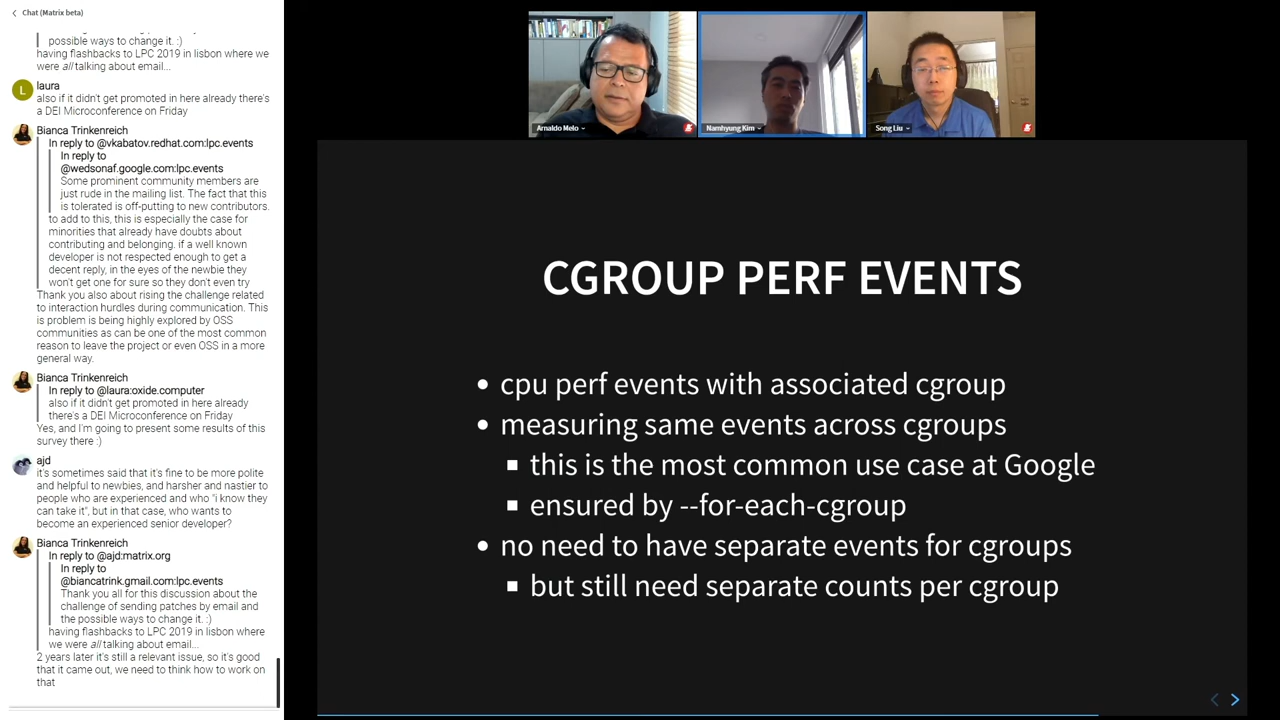 Chat (Matrix beta)
possible ways to change it. :)
having flashbacks to LPC 2019 in lisbon where
we were all talking about email...
L
laura
also if it didn't get promoted in here already there's
a DEI Microconference on Friday
Bianca Trinkenreich
In reply to @vkabatov.redhat.com:lpc.events
In reply to
@wedsonaf.google.com:lpc.events
Some prominent community members are
just rude in the mailing list. The fact that this
is tolerated is off-putting to new contributors.
to add to this, this is especially the case for
minorities that already have doubts about
contributing and belonging. if a well known
developer is not respected enough to get a
decent reply, in the eyes of the newbie they
won't get one for sure so they don't even try
Thank you also about rising the challenge related
to interaction hurdles during communication. This
is problem is being highly explored by OSS
communities as can be one of the most common
reason to leave the project or even OSS in a more
general way.
Bianca Trinkenreich
In reply to @laura:oxide.computer
also if it didn't get promoted in here already
there's a DEI Microconference on Friday
Yes, and I'm going to present some results of this
survey there :)
ajd
it's sometimes said that it's fine to be more polite
and helpful to newbies, and harsher and nastier to
people who are experienced and who "i know they
can take it", but in that case, who wants to
become an experienced senior developer?
Bianca Trinkenreich
In reply to @ajd:matrix.org
In reply to
@biancatrink.gmail.com:lpc.events
Thank you all for this discussion about the
challenge of sending patches by email and
the possible ways to change it. :)
having flashbacks to LPC 2019 in lisbon where
we were all talking about email...
2 years later it's still a relevant issue, so it's good
that it came out, we need to think how to work on
that
Arnaldo Melo
Namhyung Kim
Song Liu
CGROUP PERF EVENTS
• cpu perf events with associated cgroup
• measuring same events across cgroups
▪ this is the most common use case at Google
▪ ensured by --for-each-cgroup
• no need to have separate events for cgroups
▪ but still need separate counts per cgroup